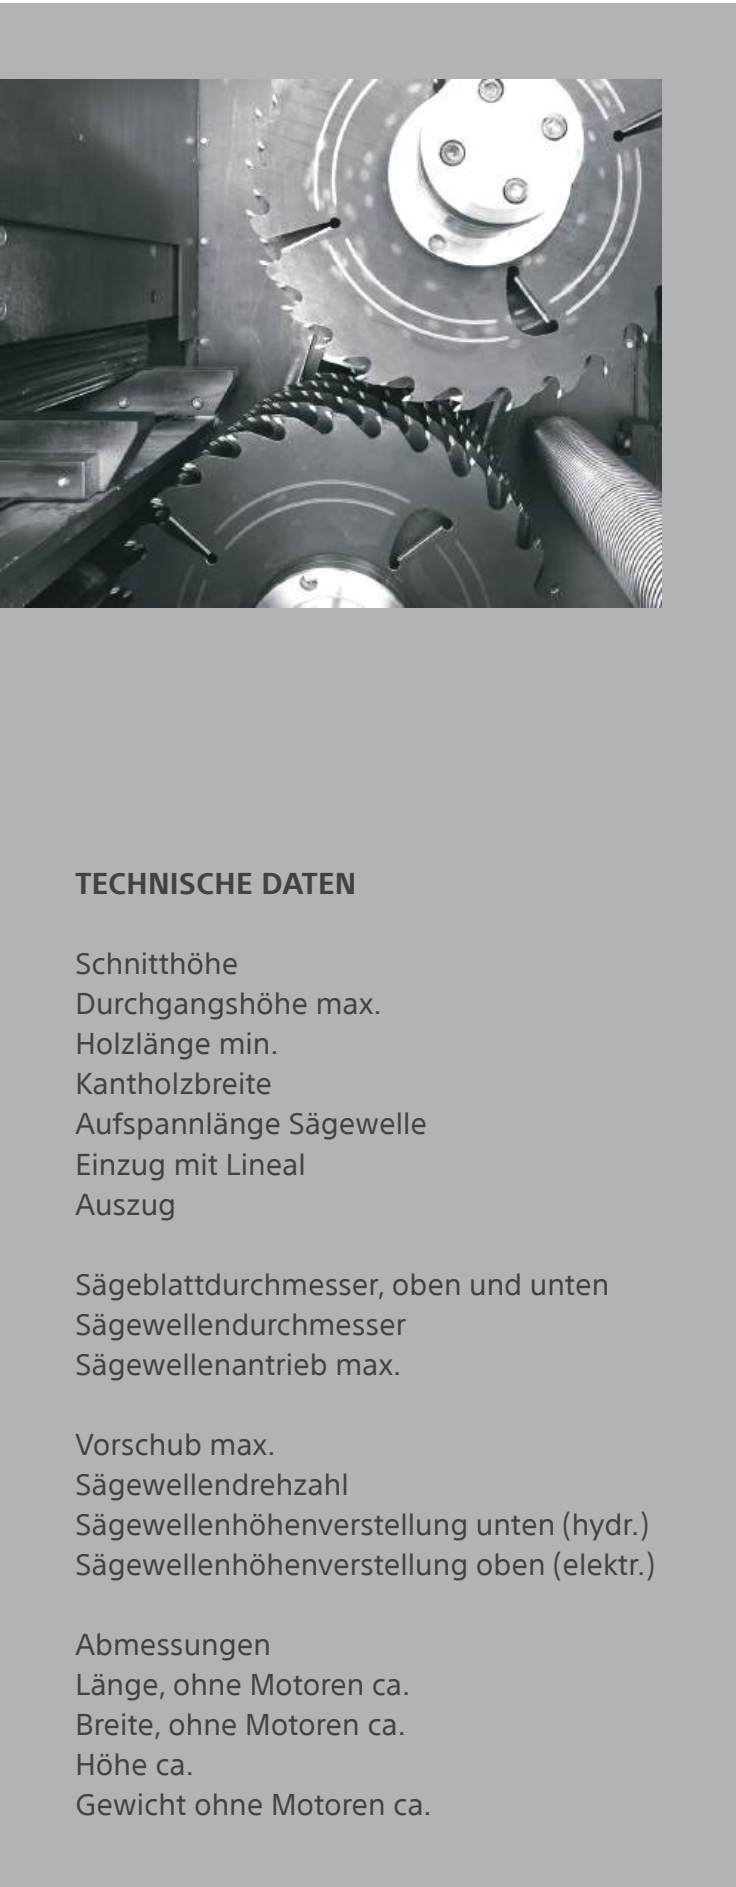 TECHNISCHE DATEN
Schnitthöhe
Durchgangshöhe max.
Holzlänge min.
Kantholzbreite
Aufspannlänge Sägewelle
Einzug mit Lineal
Auszug
Sägeblattdurchmesser, oben und unten
Sägewellendurchmesser
Sägewellenantrieb max.
Vorschub max.
Sägewellendrehzahl
Sägewellenhöhenverstellung unten (hydr.)
Sägewellenhöhenverstellung oben (elektr.)
Abmessungen
Länge, ohne Motoren ca.
Breite, ohne Motoren ca.
Höhe ca.
Gewicht ohne Motoren ca.